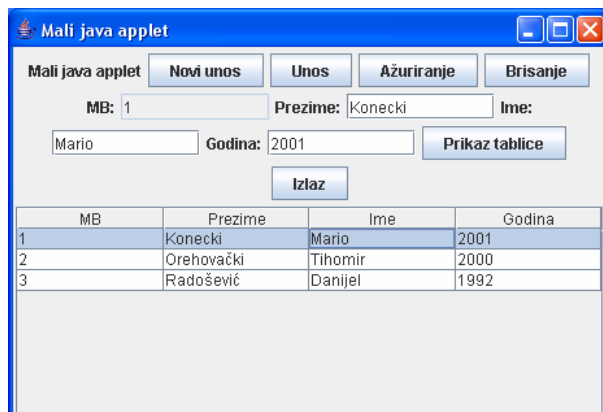 Mali java applet
Mali java applet Novi unos Unos Ažuriranje Brisanje
MB: 1 Prezime: Konecki Ime:
Mario Godina: 2001 Prikaz tablice
Izlaz
MB Prezime Ime Godina
1 Konecki Mario 2001
2 Orehovački Tihomir 2000
3 Radošević Danijel 1992